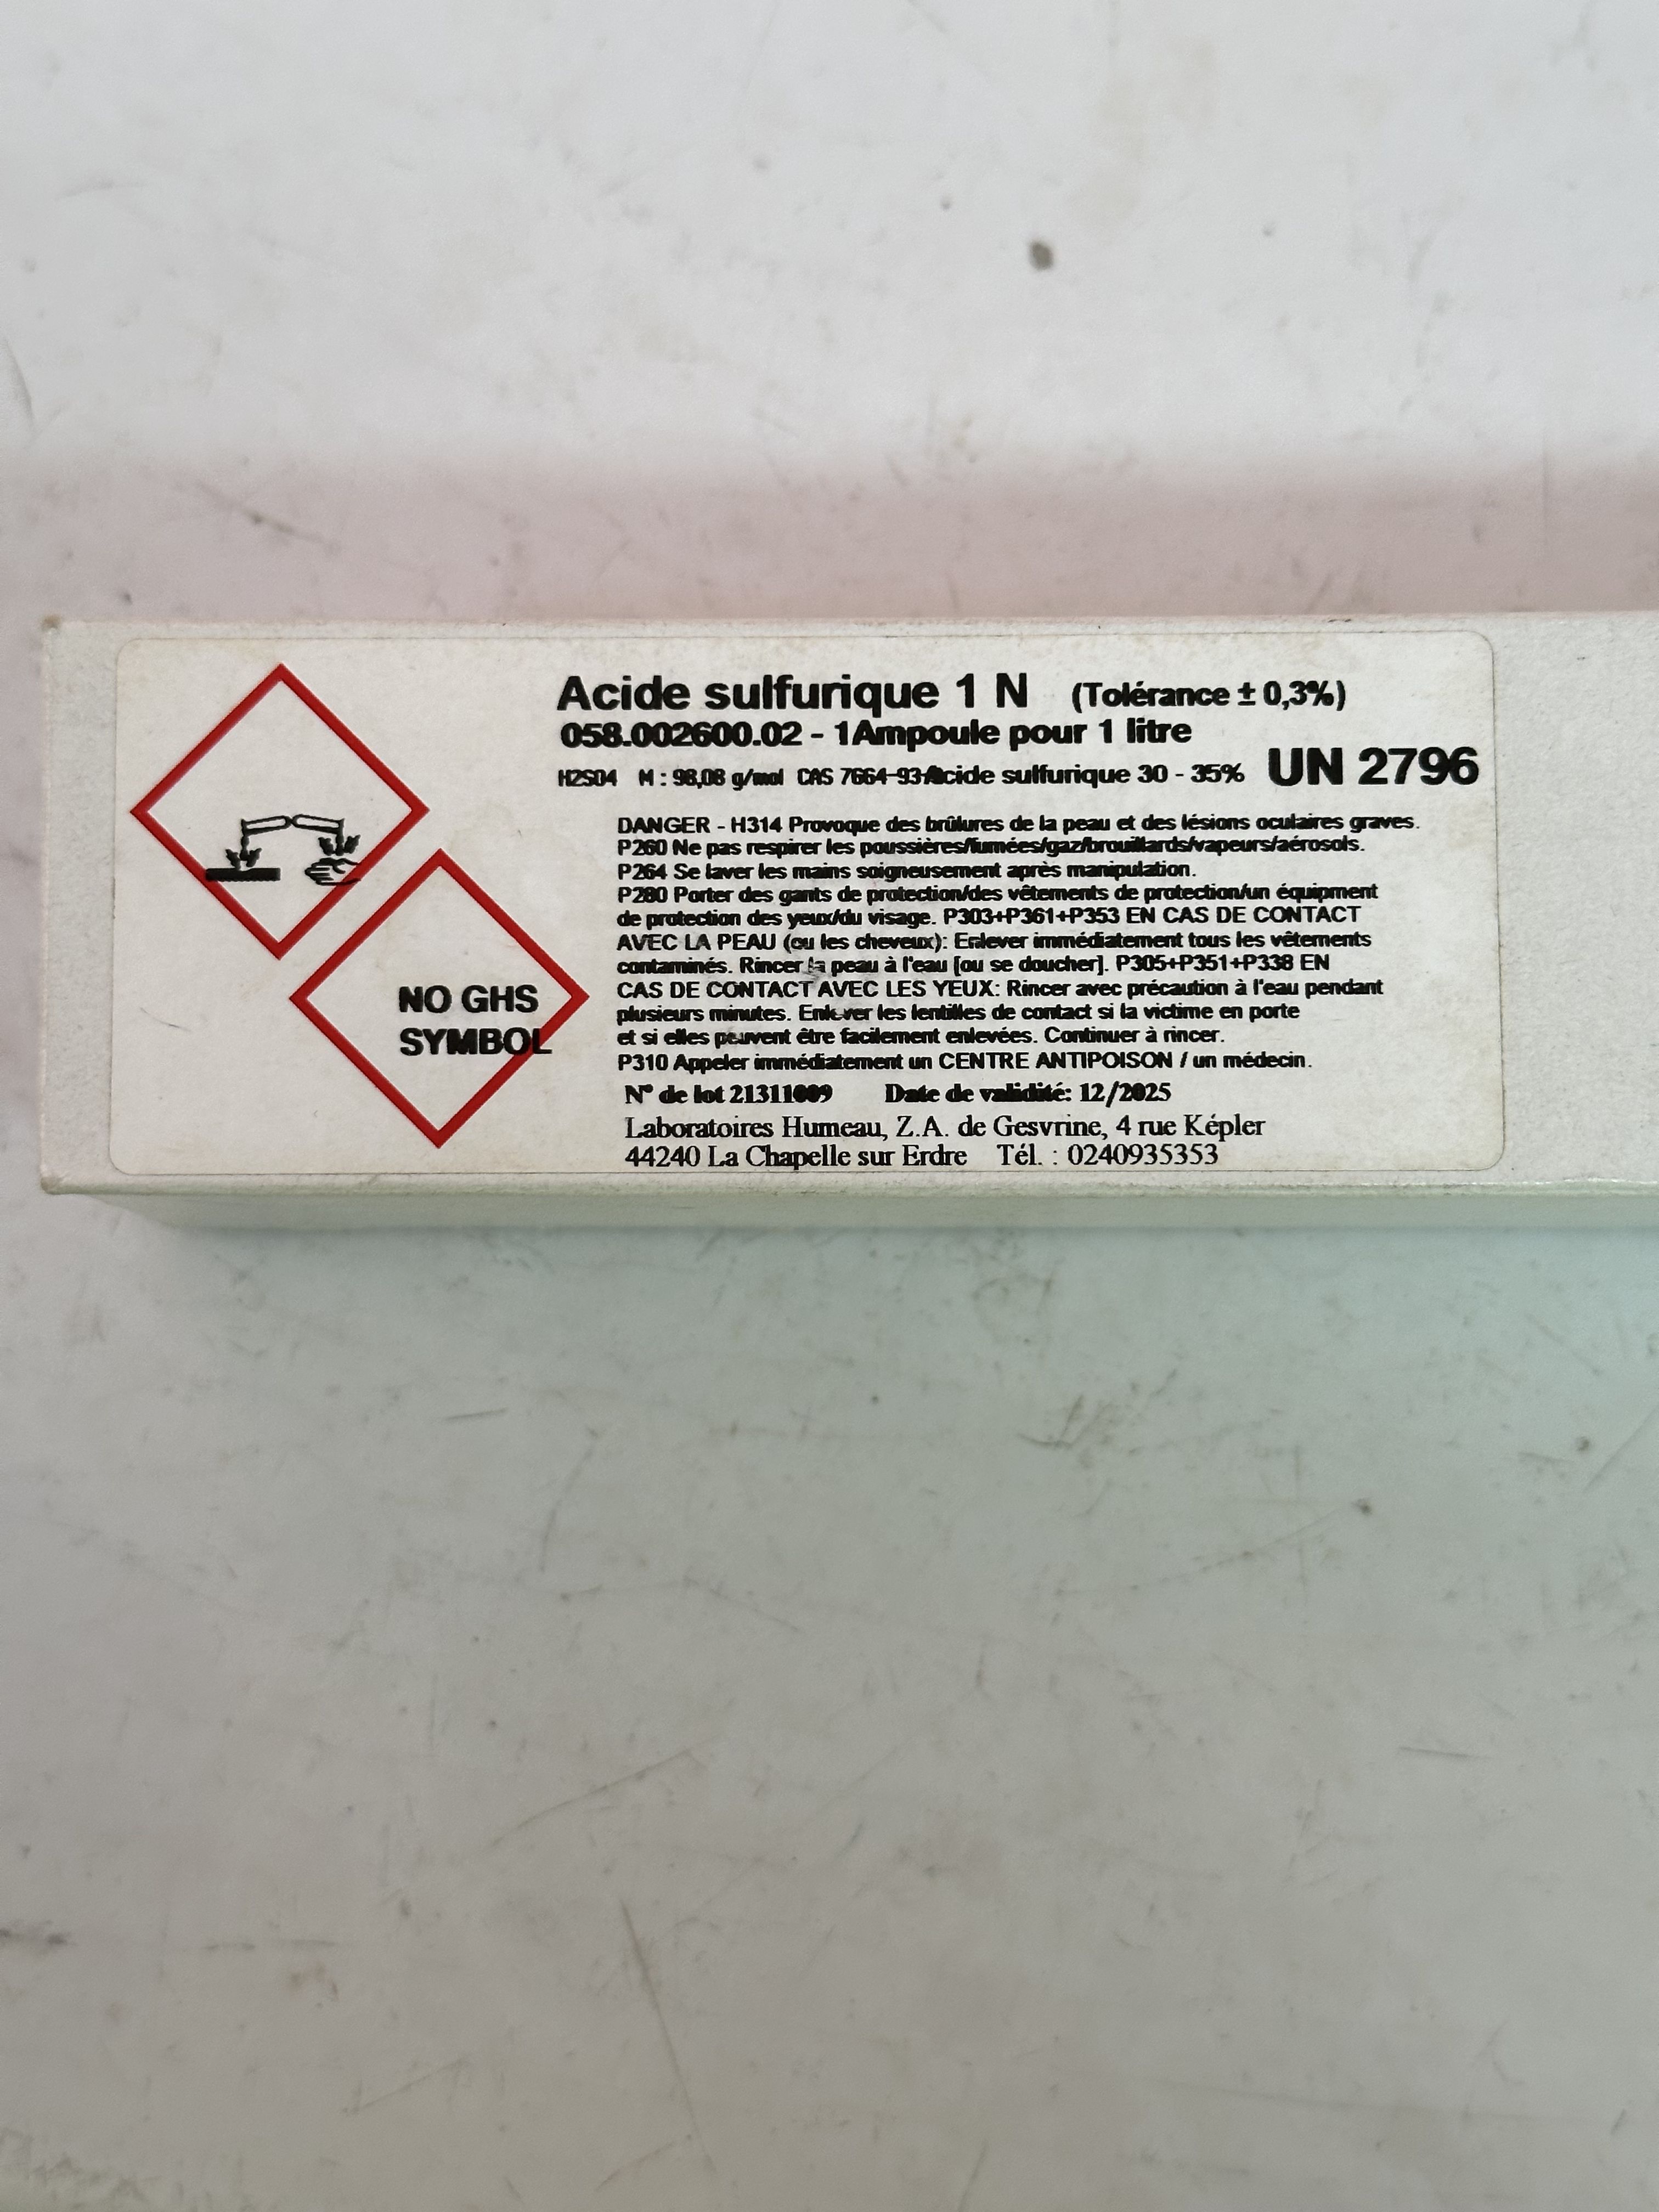 Acide sulfurique 1 N (Tolérance ± 0,3%)
058.002600.02 - 1Ampoule pour 1 litre
H2SO4 M : 98,08 g/mol CAS 7664-93- Acide sulfurique 30 - 35% UN 2796
DANGER - H314 Provoque des brûlures de la peau et des lésions oculaires graves.
P260 Ne pas respirer les poussières/fumées/gaz/brouillards/vapeurs/aérosols.
P264 Se laver les mains soigneusement après manipulation.
P280 Porter des gants de protection/des vêtements de protection/un équipment
de protection des yeux/du visage. P303+P361+P353 EN CAS DE CONTACT
AVEC LA PEAU (ou les cheveux): Enlever immédiatement tous les vêtements
contaminés. Rincer la peau à l'eau [ou se doucher]. P305+P351+P338 EN
CAS DE CONTACT AVEC LES YEUX: Rincer avec précaution à l'eau pendant
plusieurs minutes. Enlever les lentilles de contact si la victime en porte
et si elles peuvent être facilement enlevées. Continuer à rincer.
P310 Appeler immédiatement un CENTRE ANTIPOISON / un médecin.
N° de lot 21311009 Date de validité: 12/2025
Laboratoires Humeau, Z.A. de Gesvrine, 4 rue Képler
44240 La Chapelle sur Erdre Tél. : 0240935353
NO GHS
SYMBOL